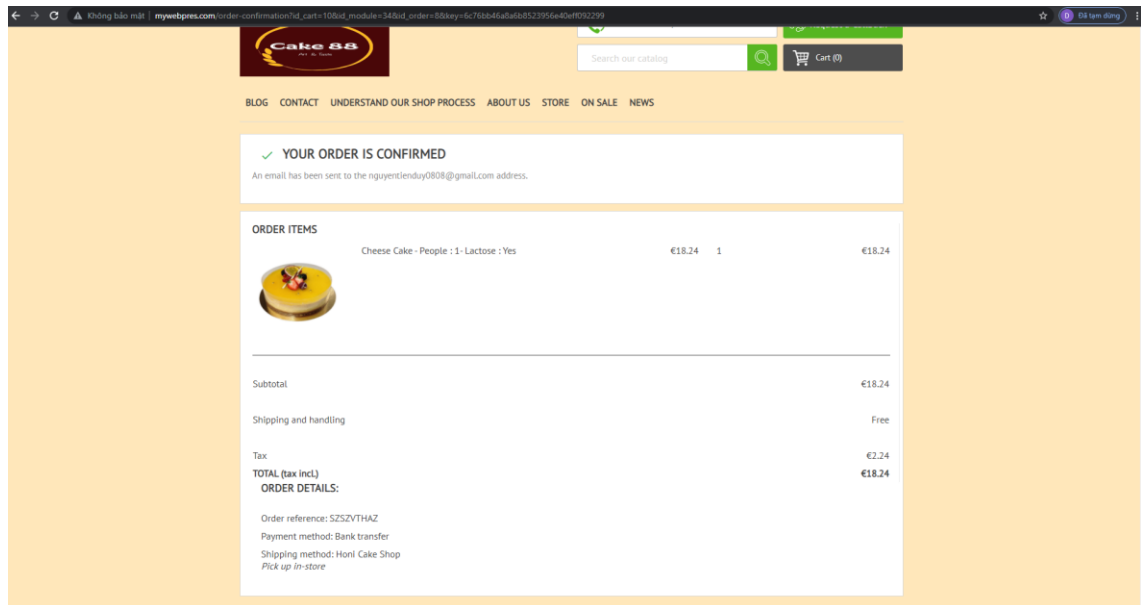 Không bảo mật | mywebpres.com/order-confirmation?id_cart=10&id_module=34&id_order=8&key=6c76bb46a8a6b8523956e40eff092299
D Đã tạm dừng
Cake 88
Search our catalog
Cart (0)
BLOG CONTACT UNDERSTAND OUR SHOP PROCESS ABOUT US STORE ON SALE NEWS
YOUR ORDER IS CONFIRMED
An email has been sent to the nguyentienduy0808@gmail.com address.
ORDER ITEMS
Cheese Cake - People : 1- Lactose : Yes €18.24 1 €18.24
Subtotal €18.24
Shipping and handling Free
Tax €2.24
TOTAL (tax incl.) €18.24
ORDER DETAILS:
Order reference: SZSZVTHAZ
Payment method: Bank transfer
Shipping method: Honi Cake Shop
Pick up in-store